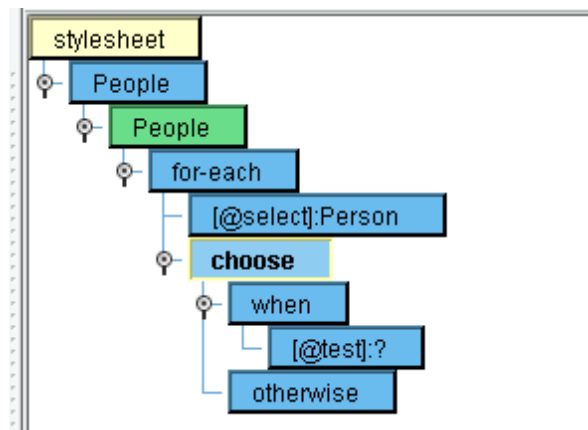 stylesheet
People
People
for-each
[@select]:Person
choose
when
[@test]:?
otherwise